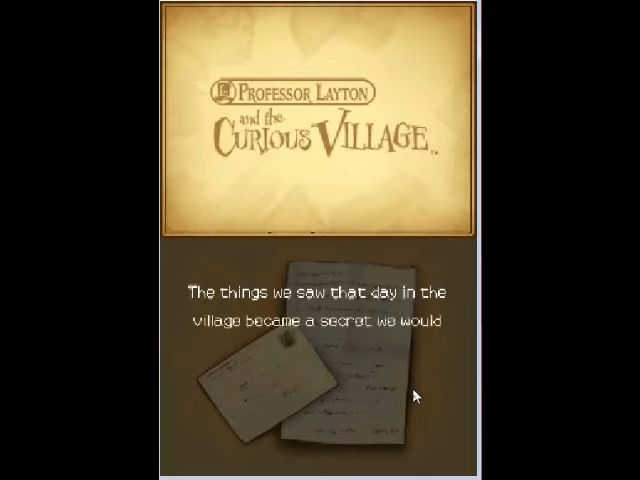 PROFESSOR LAYTON
and the
CURIOUS VILLAGE
The things we saw that day in the
village became a secret we would